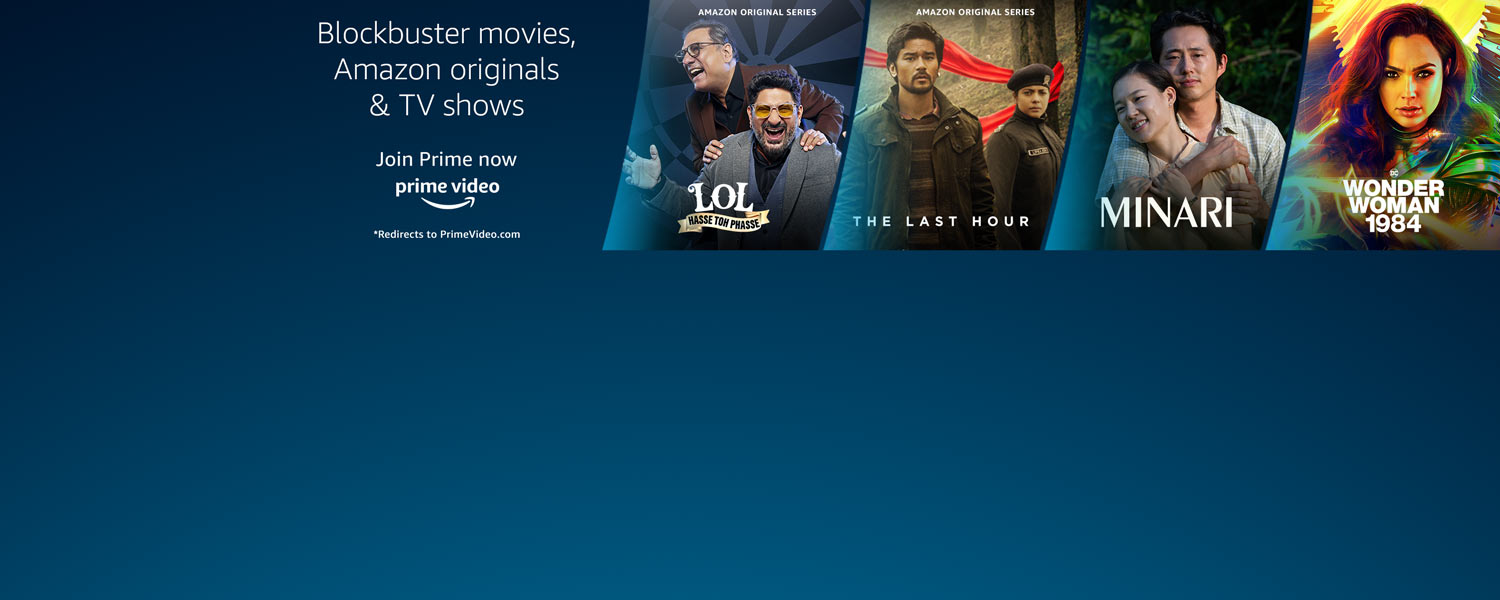 Blockbuster movies,
Amazon originals
& TV shows
Join Prime now
prime video
*Redirects to PrimeVideo.com
AMAZON ORIGINAL SERIES
LOL
HASSE TOH PHASSE
AMAZON ORIGINAL SERIES
THE LAST HOUR
MINARI
DC
WONDER
WOMAN
1984